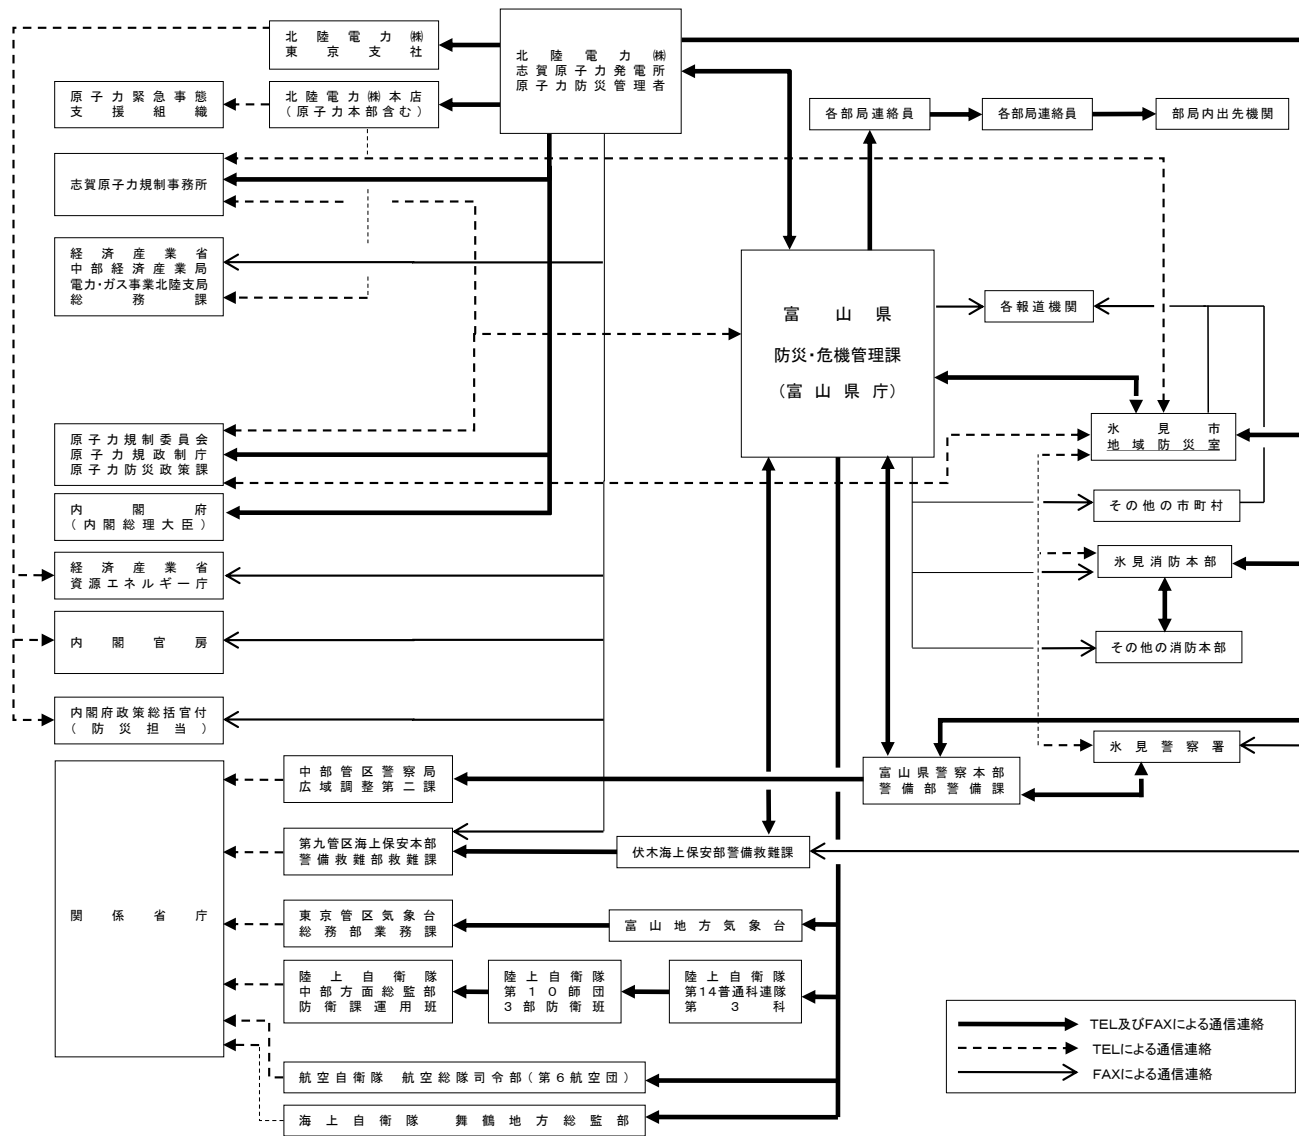 北陸電力㈱
東京支社
北陸電力㈱
志賀原子力発電所
原子力防災管理者
原子力緊急事態
支援組織
北陸電力㈱本店
(原子力本部含む)
各部局連絡員
各部局連絡員
部局内出先機関
志賀原子力規制事務所
経済産業省
中部経済産業局
電力・ガス事業北陸支局
総務課
富山県
防災・危機管理課
(富山県庁)
各報道機関
原子力規制委員会
原子力規政制庁
原子力防災政策課
氷見市
地域防災室
内閣府
(内閣総理大臣)
その他の市町村
経済産業省
資源エネルギー庁
氷見消防本部
内閣官房
その他の消防本部
内閣府政策総括官付
(防災担当)
氷見警察署
中部管区警察局
広域調整第二課
富山県警察本部
警備部警備課
第九管区海上保安本部
警備救難部救難課
伏木海上保安部警備救難課
関係省庁
東京管区気象台
総務部業務課
富山地方気象台
陸上自衛隊
中部方面総監部
防衛課運用班
陸上自衛隊
第10師団
3部防衛班
陸上自衛隊
第14普通科連隊
第3科
航空自衛隊 航空総隊司令部(第6航空団)
海上自衛隊 舞鶴地方総監部
TEL及びFAXによる通信連絡
TELによる通信連絡
FAXによる通信連絡